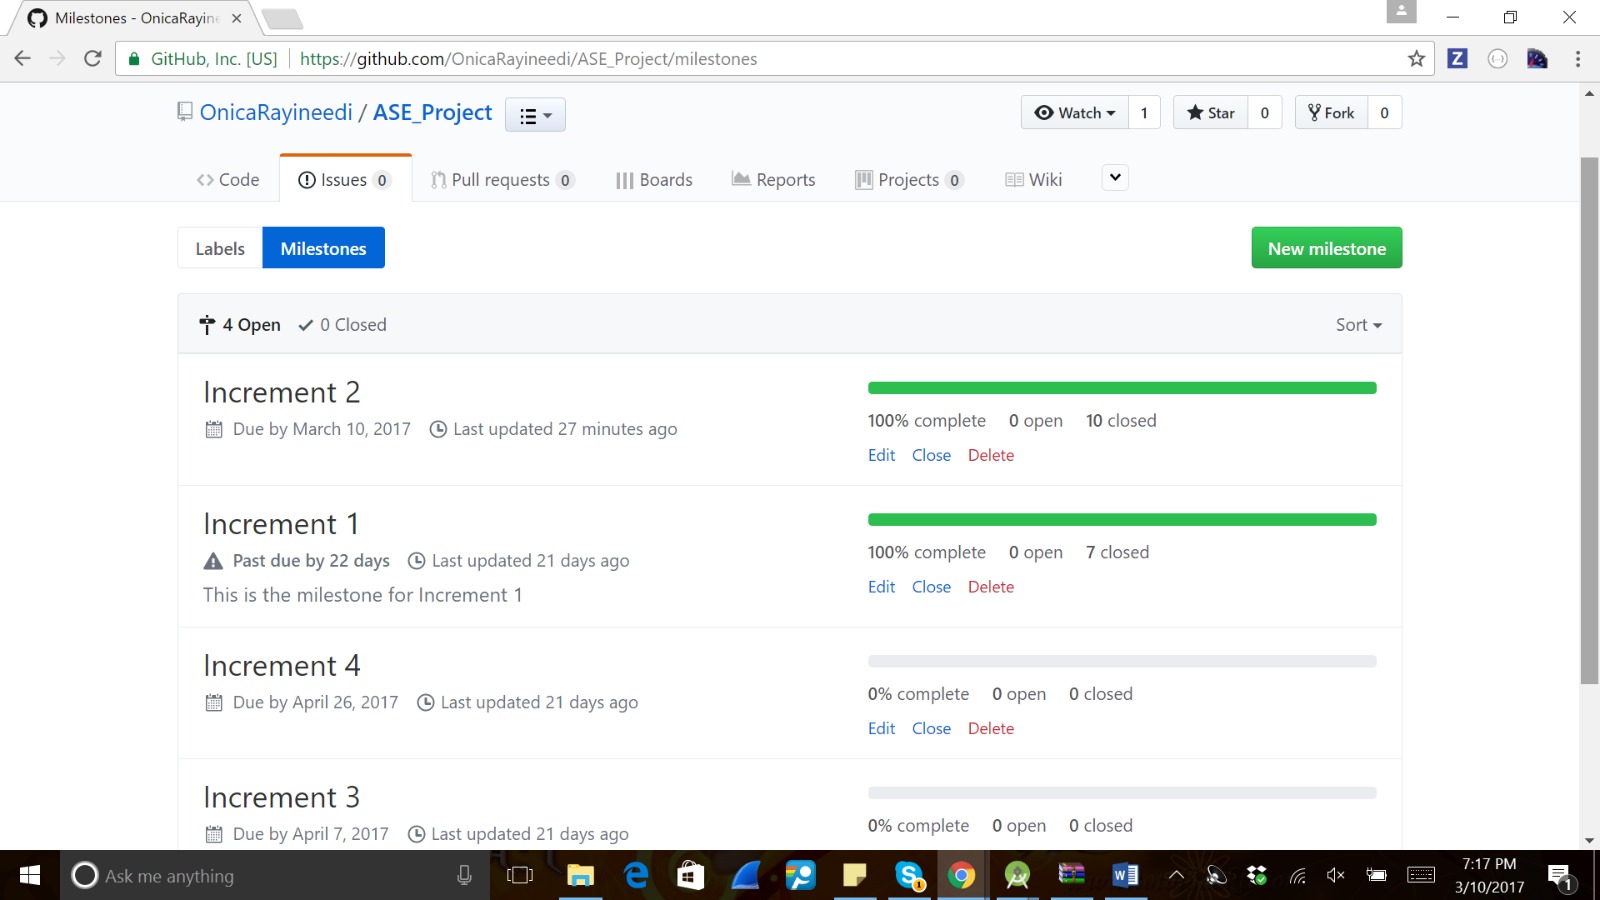 Milestones - OnicaRayine
GitHub, Inc. [US] https://github.com/OnicaRayineedi/ASE_Project/milestones
OnicaRayineedi / ASE_Project
Watch 1 Star 0 Fork 0
Code Issues 0 Pull requests 0 Boards Reports Projects 0 Wiki
Labels Milestones New milestone
4 Open 0 Closed Sort
Increment 2
Due by March 10, 2017 Last updated 27 minutes ago
100% complete 0 open 10 closed
Edit Close Delete
Increment 1
Past due by 22 days Last updated 21 days ago
This is the milestone for Increment 1
100% complete 0 open 7 closed
Edit Close Delete
Increment 4
Due by April 26, 2017 Last updated 21 days ago
0% complete 0 open 0 closed
Edit Close Delete
Increment 3
Due by April 7, 2017 Last updated 21 days ago
0% complete 0 open 0 closed
Ask me anything
7:17 PM
3/10/2017
1